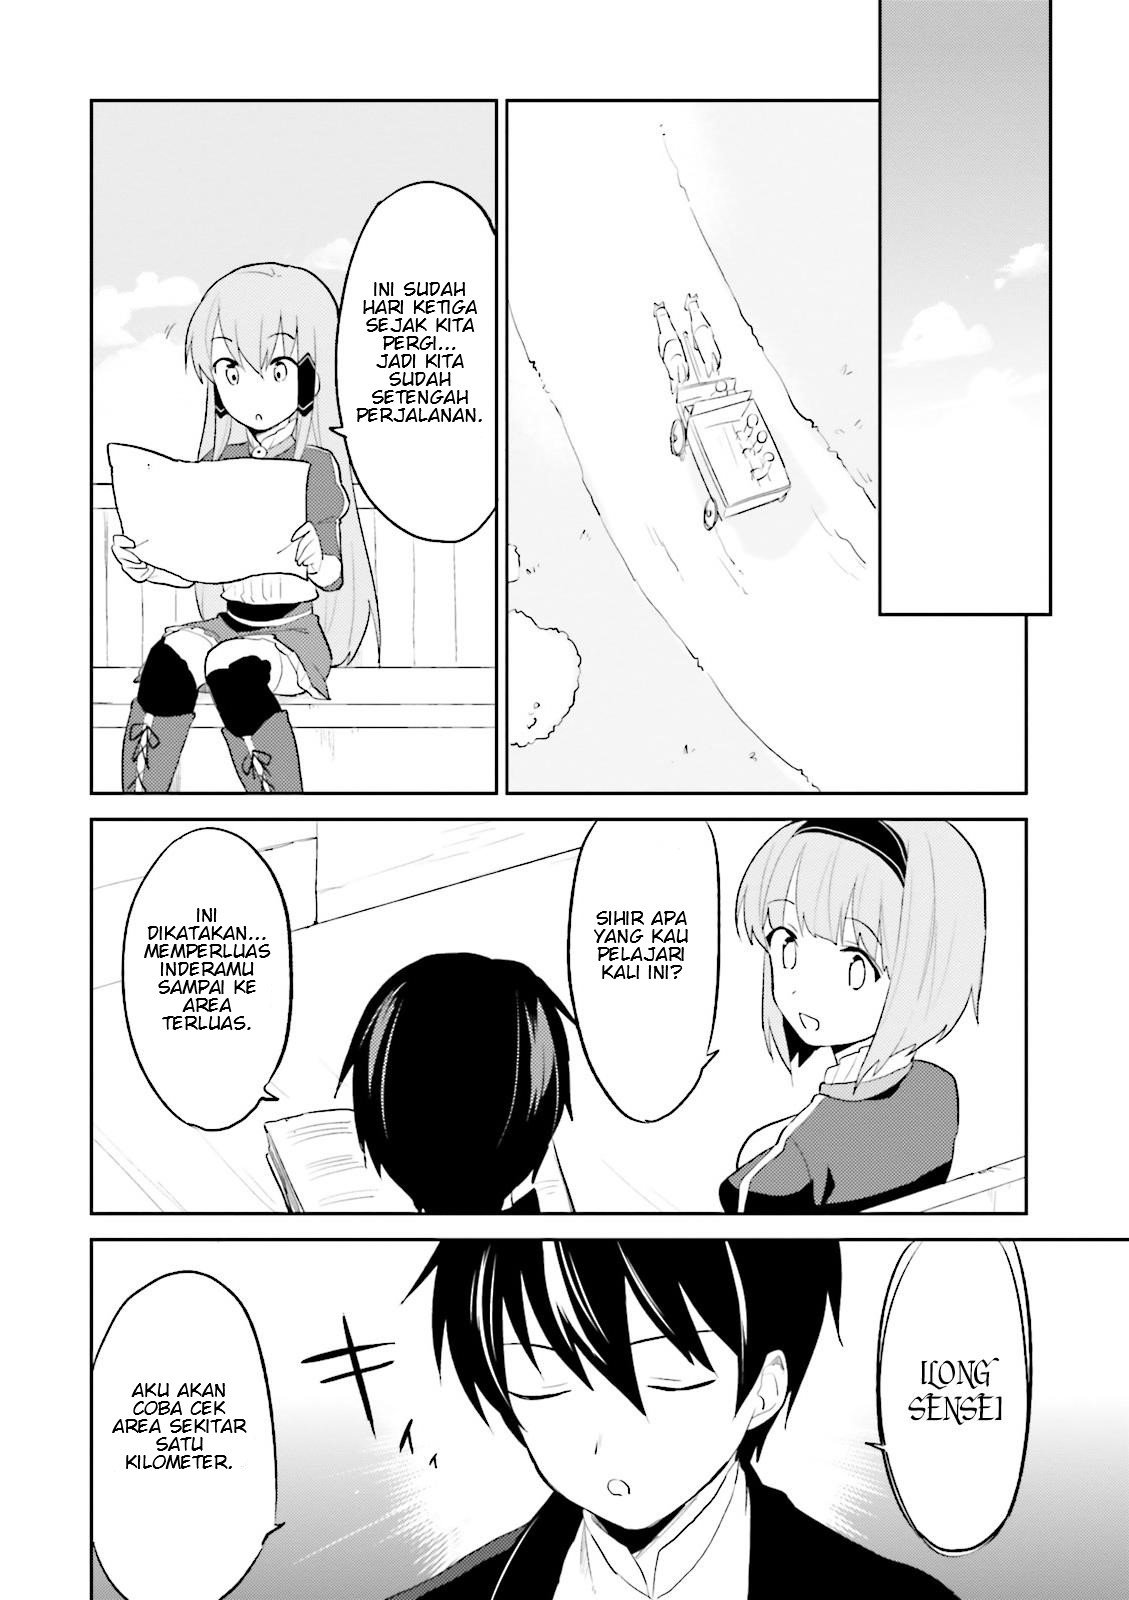 INI SUDAH
HARI KETIGA
SEJAK KITA
PERGI...
JADI KITA
SUDAH
SETENGAH
PERJALANAN.
SIHIR APA
YANG KAU
PELAJARI
KALI INI?
INI
DIKATAKAN...
MEMPERLUAS
INDERAMU
SAMPAI KE
AREA
TERLUAS.
[LONG
SENSE]
AKU AKAN
COBA CEK
AREA SEKITAR
SATU
KILOMETER.